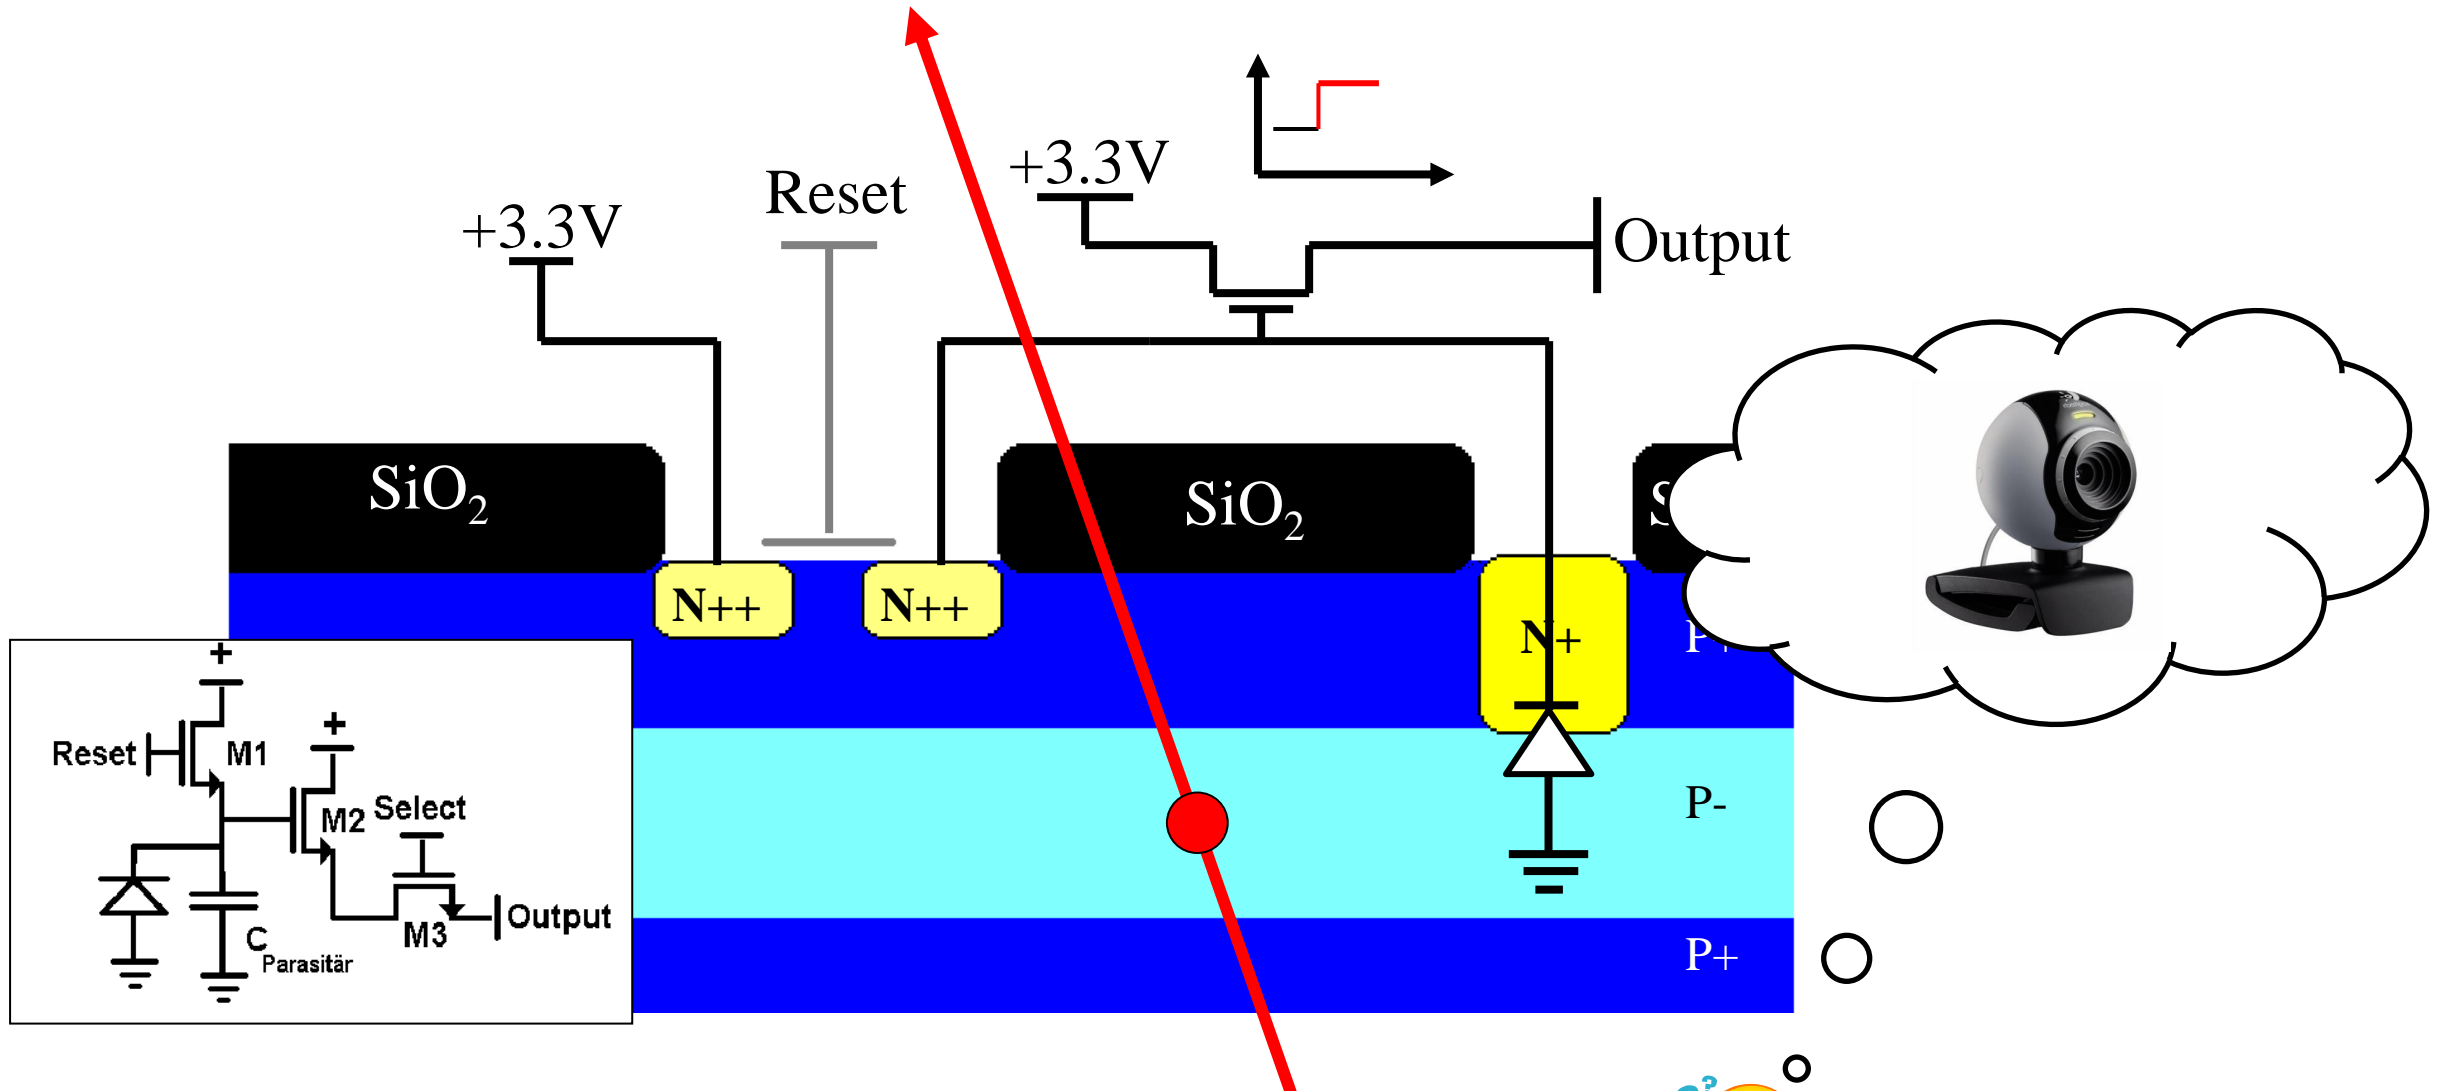 +3.3V
Reset
+3.3V
Output
SiO₂
SiO₂
N++
N++
N+
P-
P+
+
+
Reset
M1
M2
Select
M3
Output
C
Parasitär